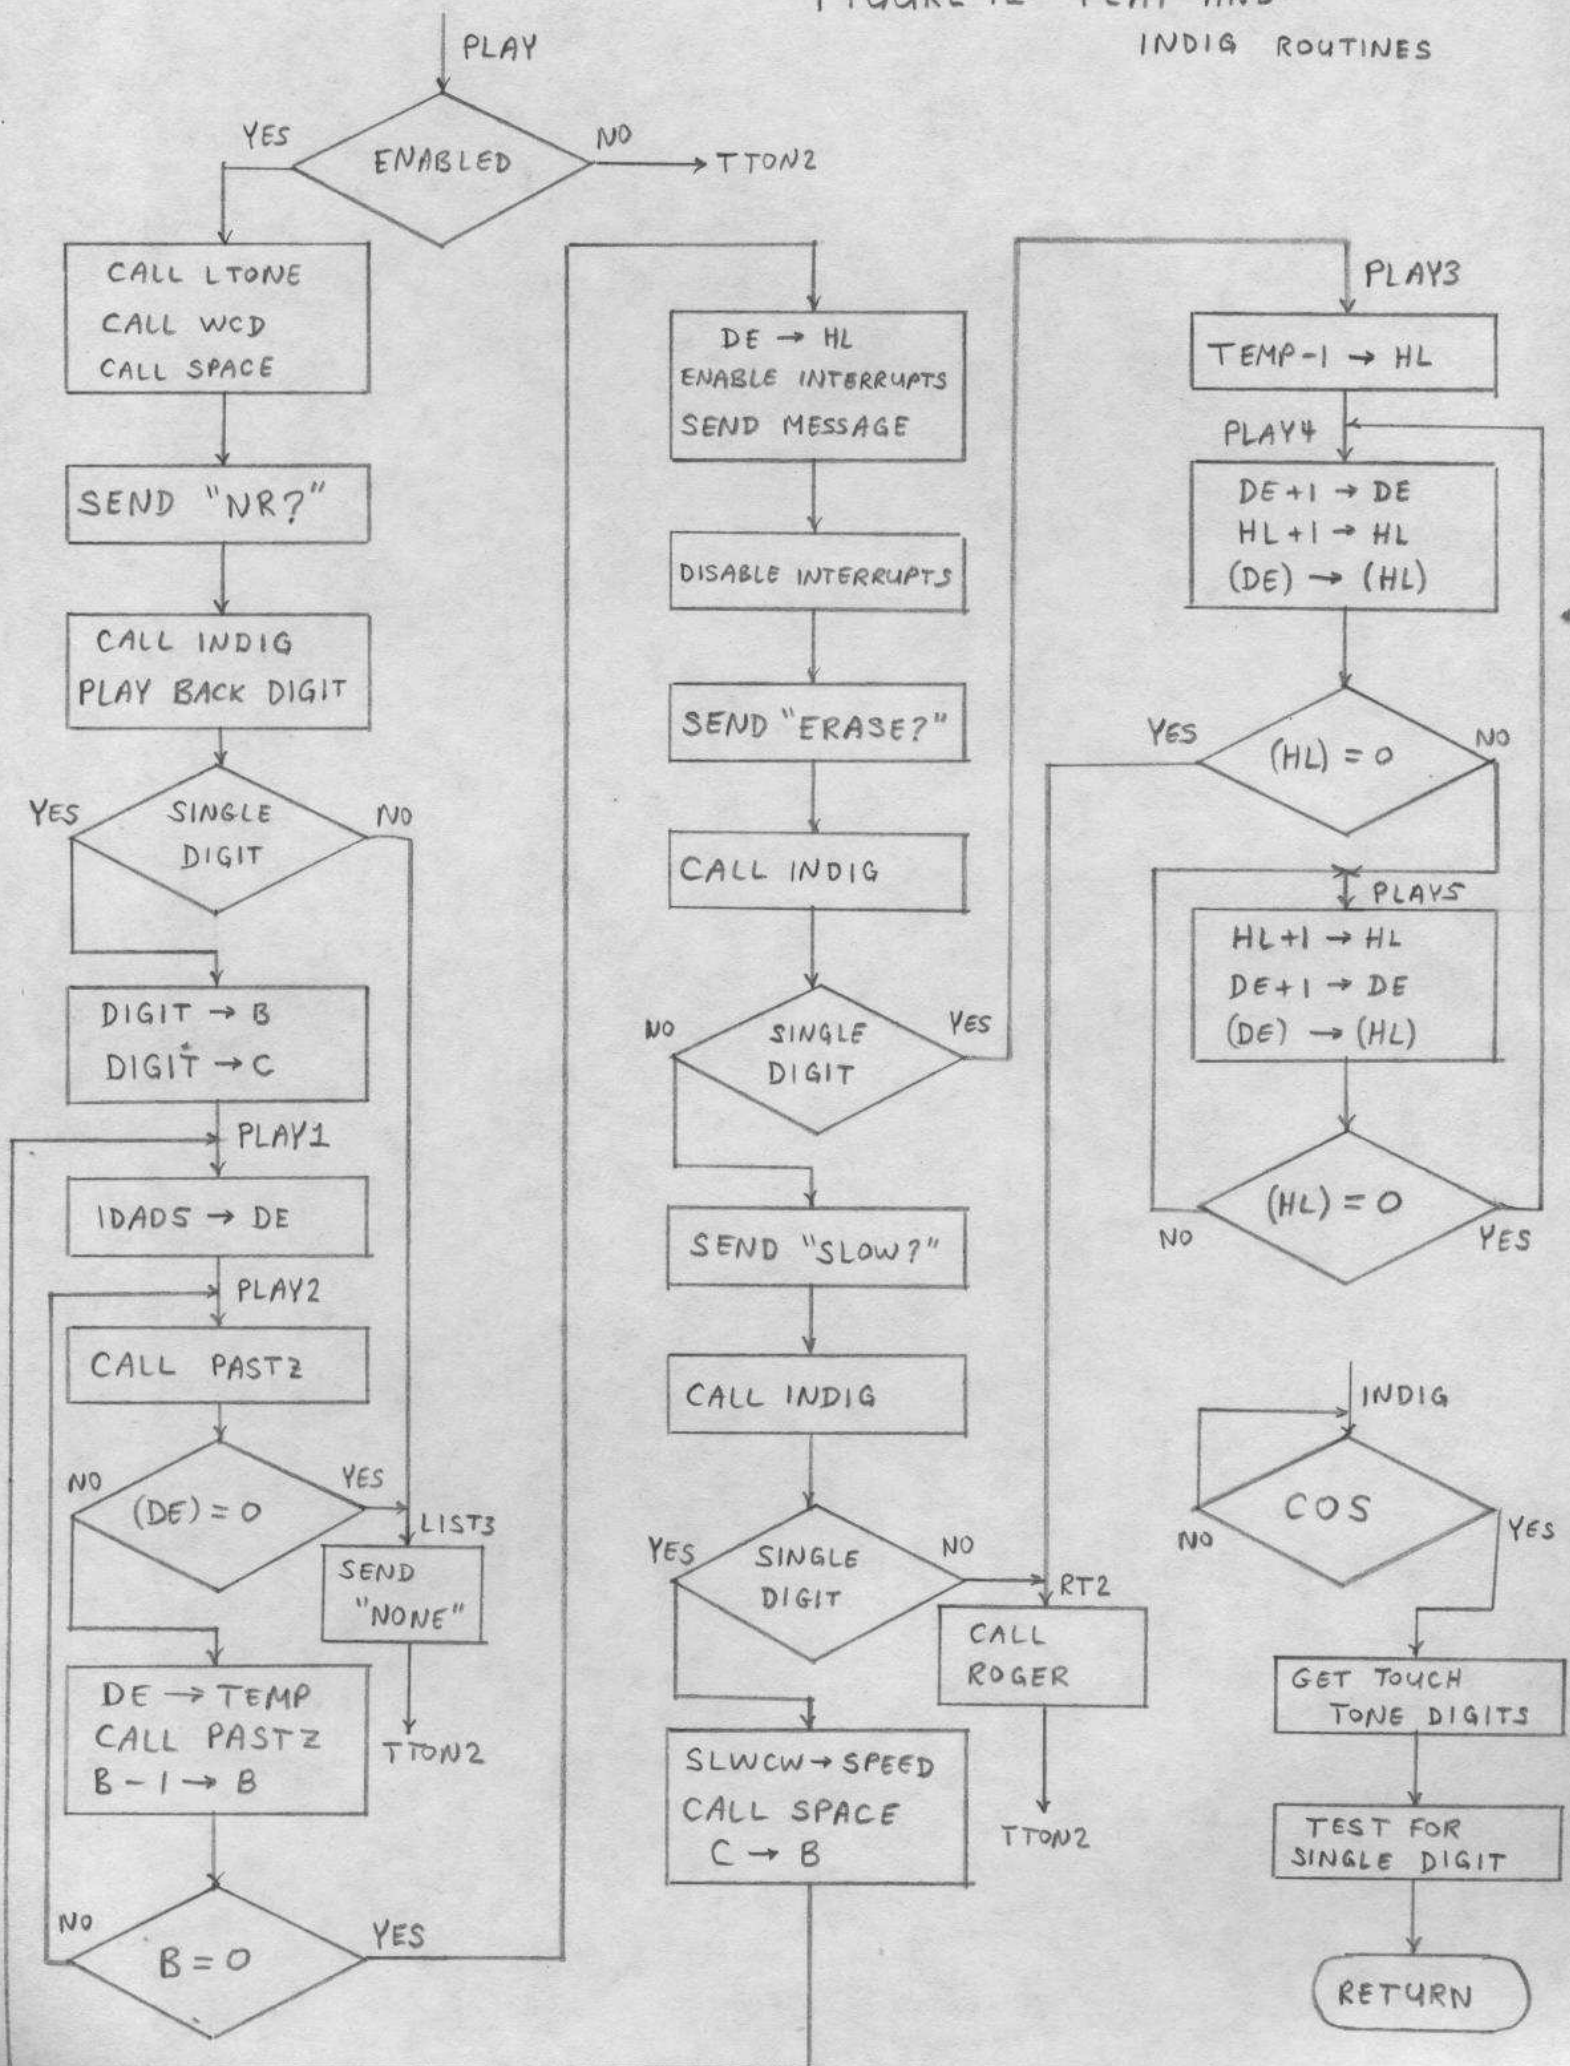 FIGURE 12 PLAY AND
INDIG ROUTINES
PLAY
YES
ENABLED
NO
TTON2
CALL LTONE
CALL WCD
CALL SPACE
SEND "NR?"
CALL INDIG
PLAY BACK DIGIT
YES
SINGLE
DIGIT
NO
DIGIT → B
DIGIT → C
PLAY1
IDADS → DE
PLAY2
CALL PASTZ
NO
(DE) = 0
YES
LIST3
SEND
"NONE"
TTON2
DE → TEMP
CALL PASTZ
B - 1 → B
NO
B = 0
YES
DE → HL
ENABLE INTERRUPTS
SEND MESSAGE
DISABLE INTERRUPTS
SEND "ERASE?"
CALL INDIG
NO
SINGLE
DIGIT
YES
SEND "SLOW?"
CALL INDIG
YES
SINGLE
DIGIT
NO
RT2
CALL
ROGER
TTON2
SLWCW → SPEED
CALL SPACE
C → B
PLAY3
TEMP-1 → HL
PLAY4
DE+1 → DE
HL+1 → HL
(DE) → (HL)
YES
(HL) = 0
NO
PLAY5
HL+1 → HL
DE+1 → DE
(DE) → (HL)
NO
(HL) = 0
YES
INDIG
COS
NO
YES
GET TOUCH
TONE DIGITS
TEST FOR
SINGLE DIGIT
RETURN